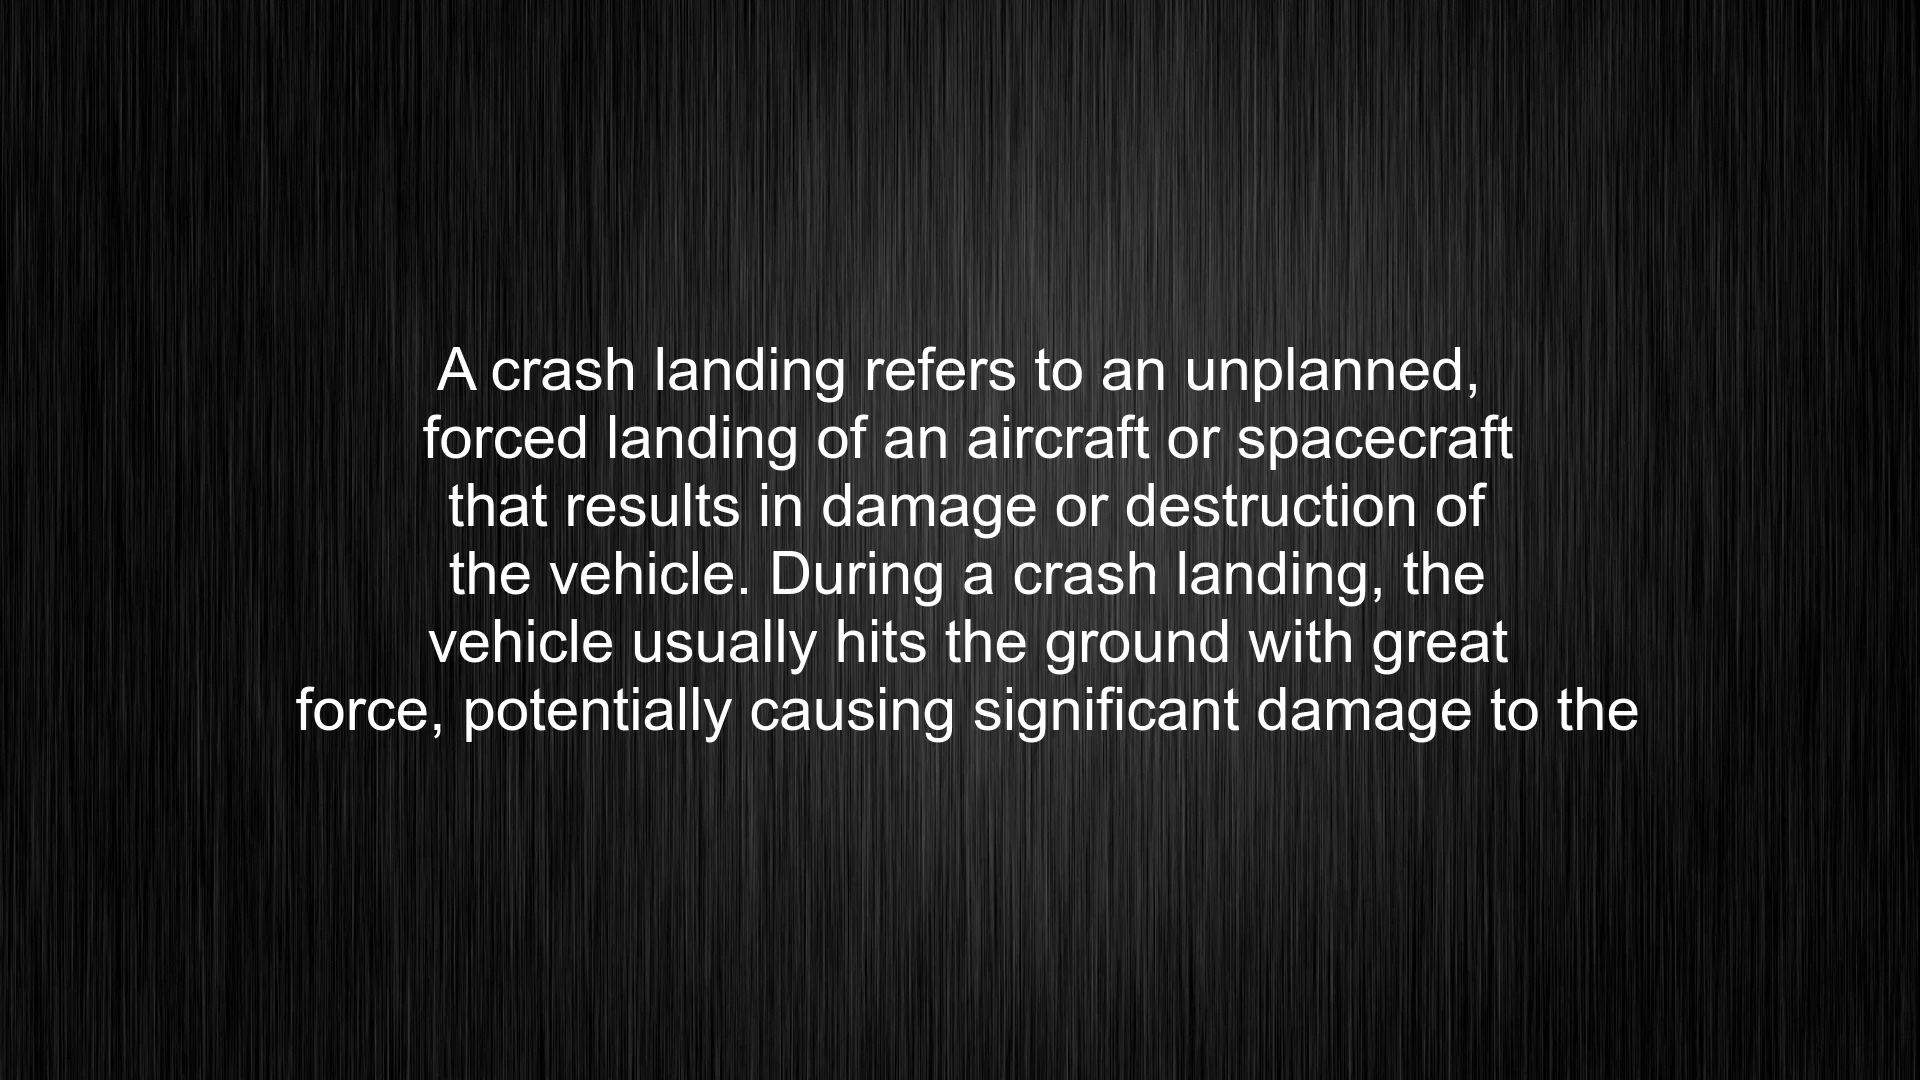 A crash landing refers to an unplanned,
forced landing of an aircraft or spacecraft
that results in damage or destruction of
the vehicle. During a crash landing, the
vehicle usually hits the ground with great
force, potentially causing significant damage to the